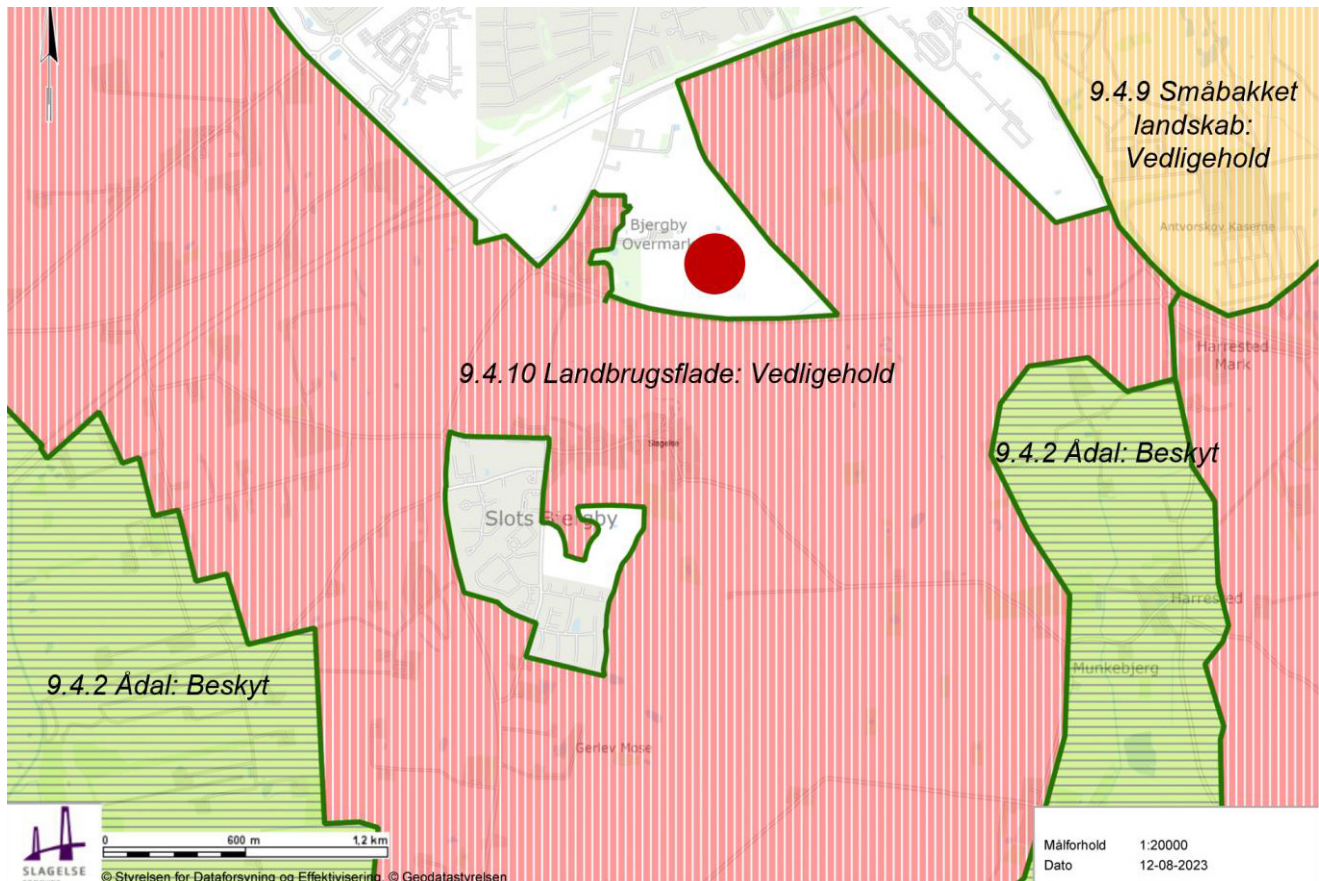 9.4.9 Småbakket
landskab:
Vedligehold
Bjergby
Overmark
Antvorskov Kaserne
Harrested
Mark
9.4.10 Landbrugsflade: Vedligehold
Slagelse
9.4.2 Ådal: Beskyt
Slots Bjergby
Harrested
Munkebjerg
9.4.2 Ådal: Beskyt
Gerlev Mose
0 600 m 1,2 km
SLAGELSE
© Styrelsen for Dataforsyning og Effektivisering, © Geodatastyrelsen
Målforhold 1:20000
Dato 12-08-2023